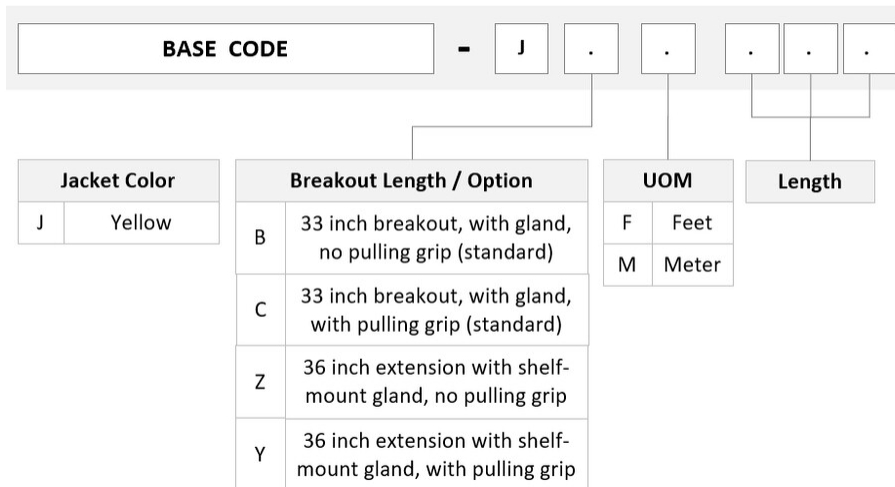 BASE CODE - J . . . . .
Jacket Color
J Yellow
Breakout Length / Option
B 33 inch breakout, with gland,
no pulling grip (standard)
C 33 inch breakout, with gland,
with pulling grip (standard)
Z 36 inch extension with shelf-
mount gland, no pulling grip
Y 36 inch extension with shelf-
mount gland, with pulling grip
UOM
F Feet
M Meter
Length